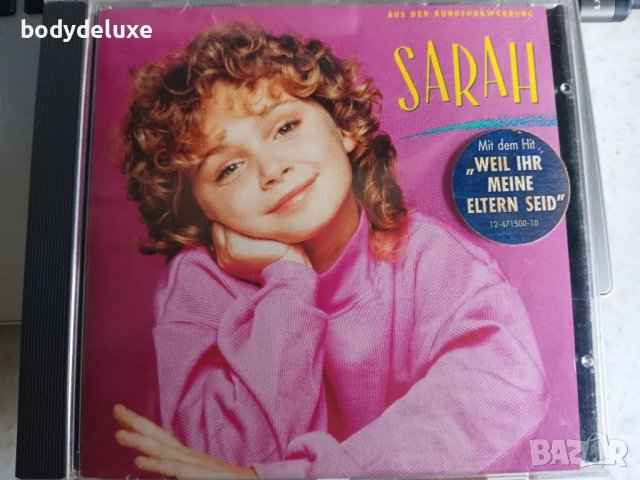 bodydeluxe
AUS DER RUNDFUNKWERBUNG
SARAH
Mit dem Hit
„WEIL IHR
MEINE
ELTERN SEID"
12-471500-10
BAZAR